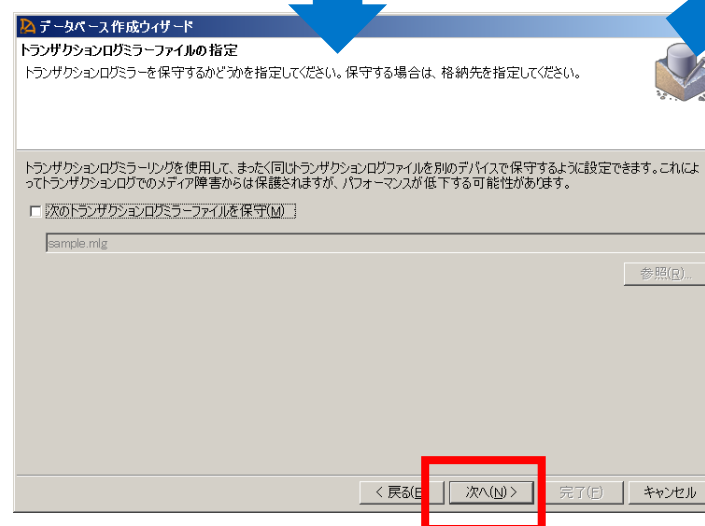 データベース作成ウィザード
トランザクションログミラーファイルの指定
トランザクションログミラーを保守するかどうかを指定してください。保守する場合は、格納先を指定してください。
トランザクションログミラーリングを使用して、まったく同じトランザクションログファイルを別のデバイスで保守するように設定できます。これによ
ってトランザクションログでのメディア障害からは保護されますが、パフォーマンスが低下する可能性があります。
次のトランザクションログミラーファイルを保守(M)
sample.mlg
参照(R)...
< 戻る(B 次へ(N) > 完了(F) キャンセル